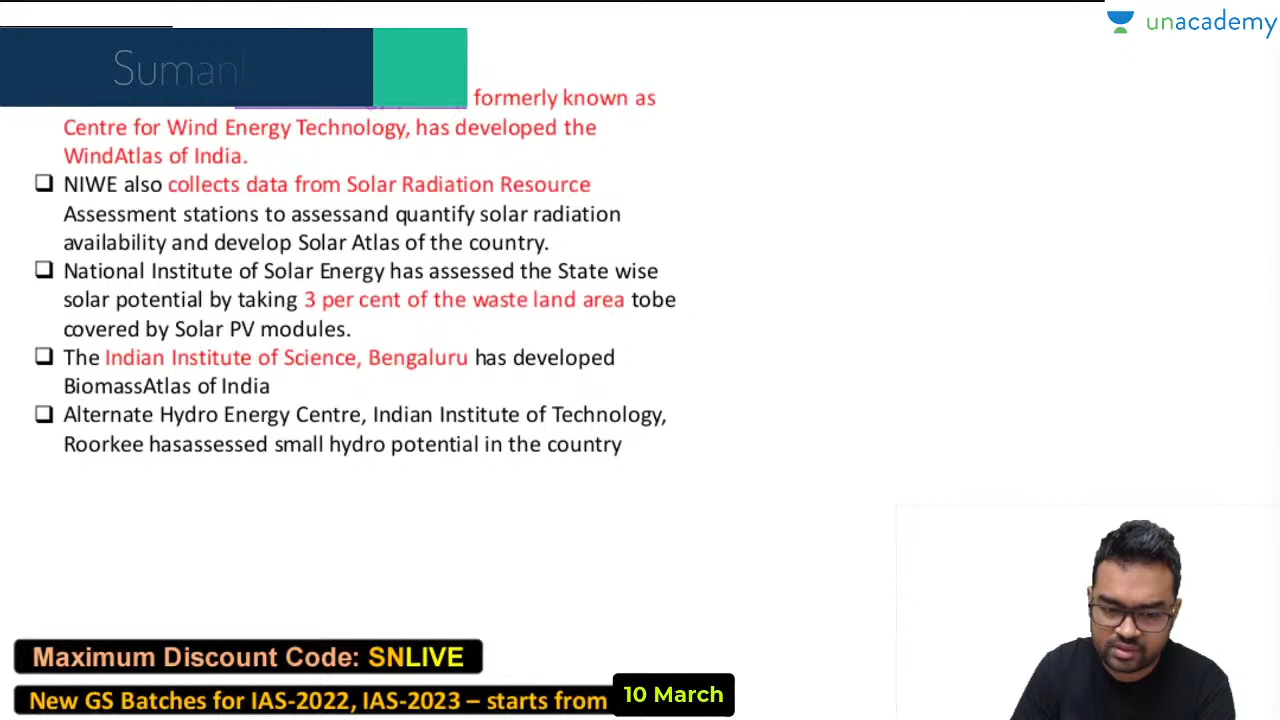 unacademy
Suman
formerly known as
Centre for Wind Energy Technology, has developed the
WindAtlas of India.
NIWE also collects data from Solar Radiation Resource
Assessment stations to assessand quantify solar radiation
availability and develop Solar Atlas of the country.
National Institute of Solar Energy has assessed the State wise
solar potential by taking 3 per cent of the waste land area tobe
covered by Solar PV modules.
The Indian Institute of Science, Bengaluru has developed
BiomassAtlas of India
Alternate Hydro Energy Centre, Indian Institute of Technology,
Roorkee hasassessed small hydro potential in the country
Maximum Discount Code: SNLIVE
New GS Batches for IAS-2022, IAS-2023 – starts from 10 March